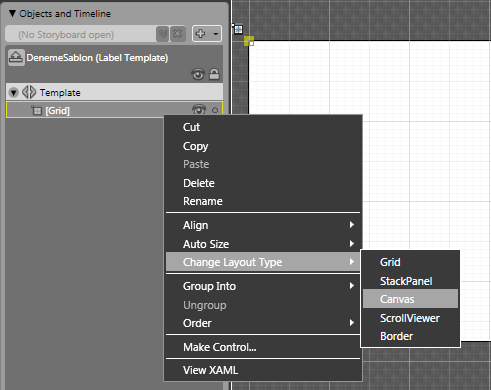 Objects and Timeline
(No Storyboard open)
DenemeSablon (Label Template)
Template
[Grid]
Cut
Copy
Paste
Delete
Rename
Align
Auto Size
Change Layout Type
Group Into
Ungroup
Order
Make Control...
View XAML
Grid
StackPanel
Canvas
ScrollViewer
Border